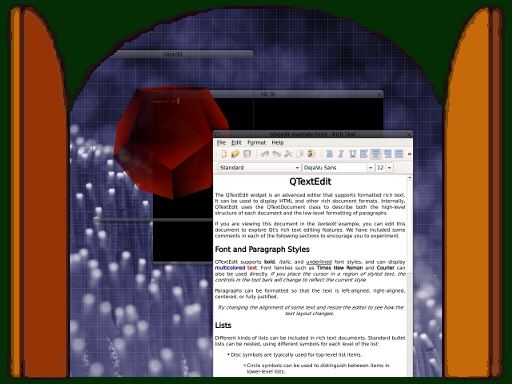 nano3d
textedit example.html - Rich Text
File Edit Format Help
Standard DejaVu Sans 12
QTextEdit
The QTextEdit widget is an advanced editor that supports formatted rich text.
It can be used to display HTML and other rich document formats. Internally,
QTextEdit uses the QTextDocument class to describe both the high-level
structure of each document and the low-level formatting of paragraphs.
If you are viewing this document in the textedit example, you can edit this
document to explore Qt's rich text editing features. We have included some
comments in each of the following sections to encourage you to experiment.
Font and Paragraph Styles
QTextEdit supports bold, italic, and underlined font styles, and can display
multicolored text. Font families such as Times New Roman and Courier can
also be used directly. If you place the cursor in a region of styled text, the
controls in the tool bars will change to reflect the current style.
Paragraphs can be formatted so that the text is left-aligned, right-aligned,
centered, or fully justified.
Try changing the alignment of some text and resize the editor to see how the
text layout changes.
Lists
Different kinds of lists can be included in rich text documents. Standard bullet
lists can be nested, using different symbols for each level of the list:
• Disc symbols are typically used for top-level list items.
◦ Circle symbols can be used to distinguish between items in
lower-level lists.